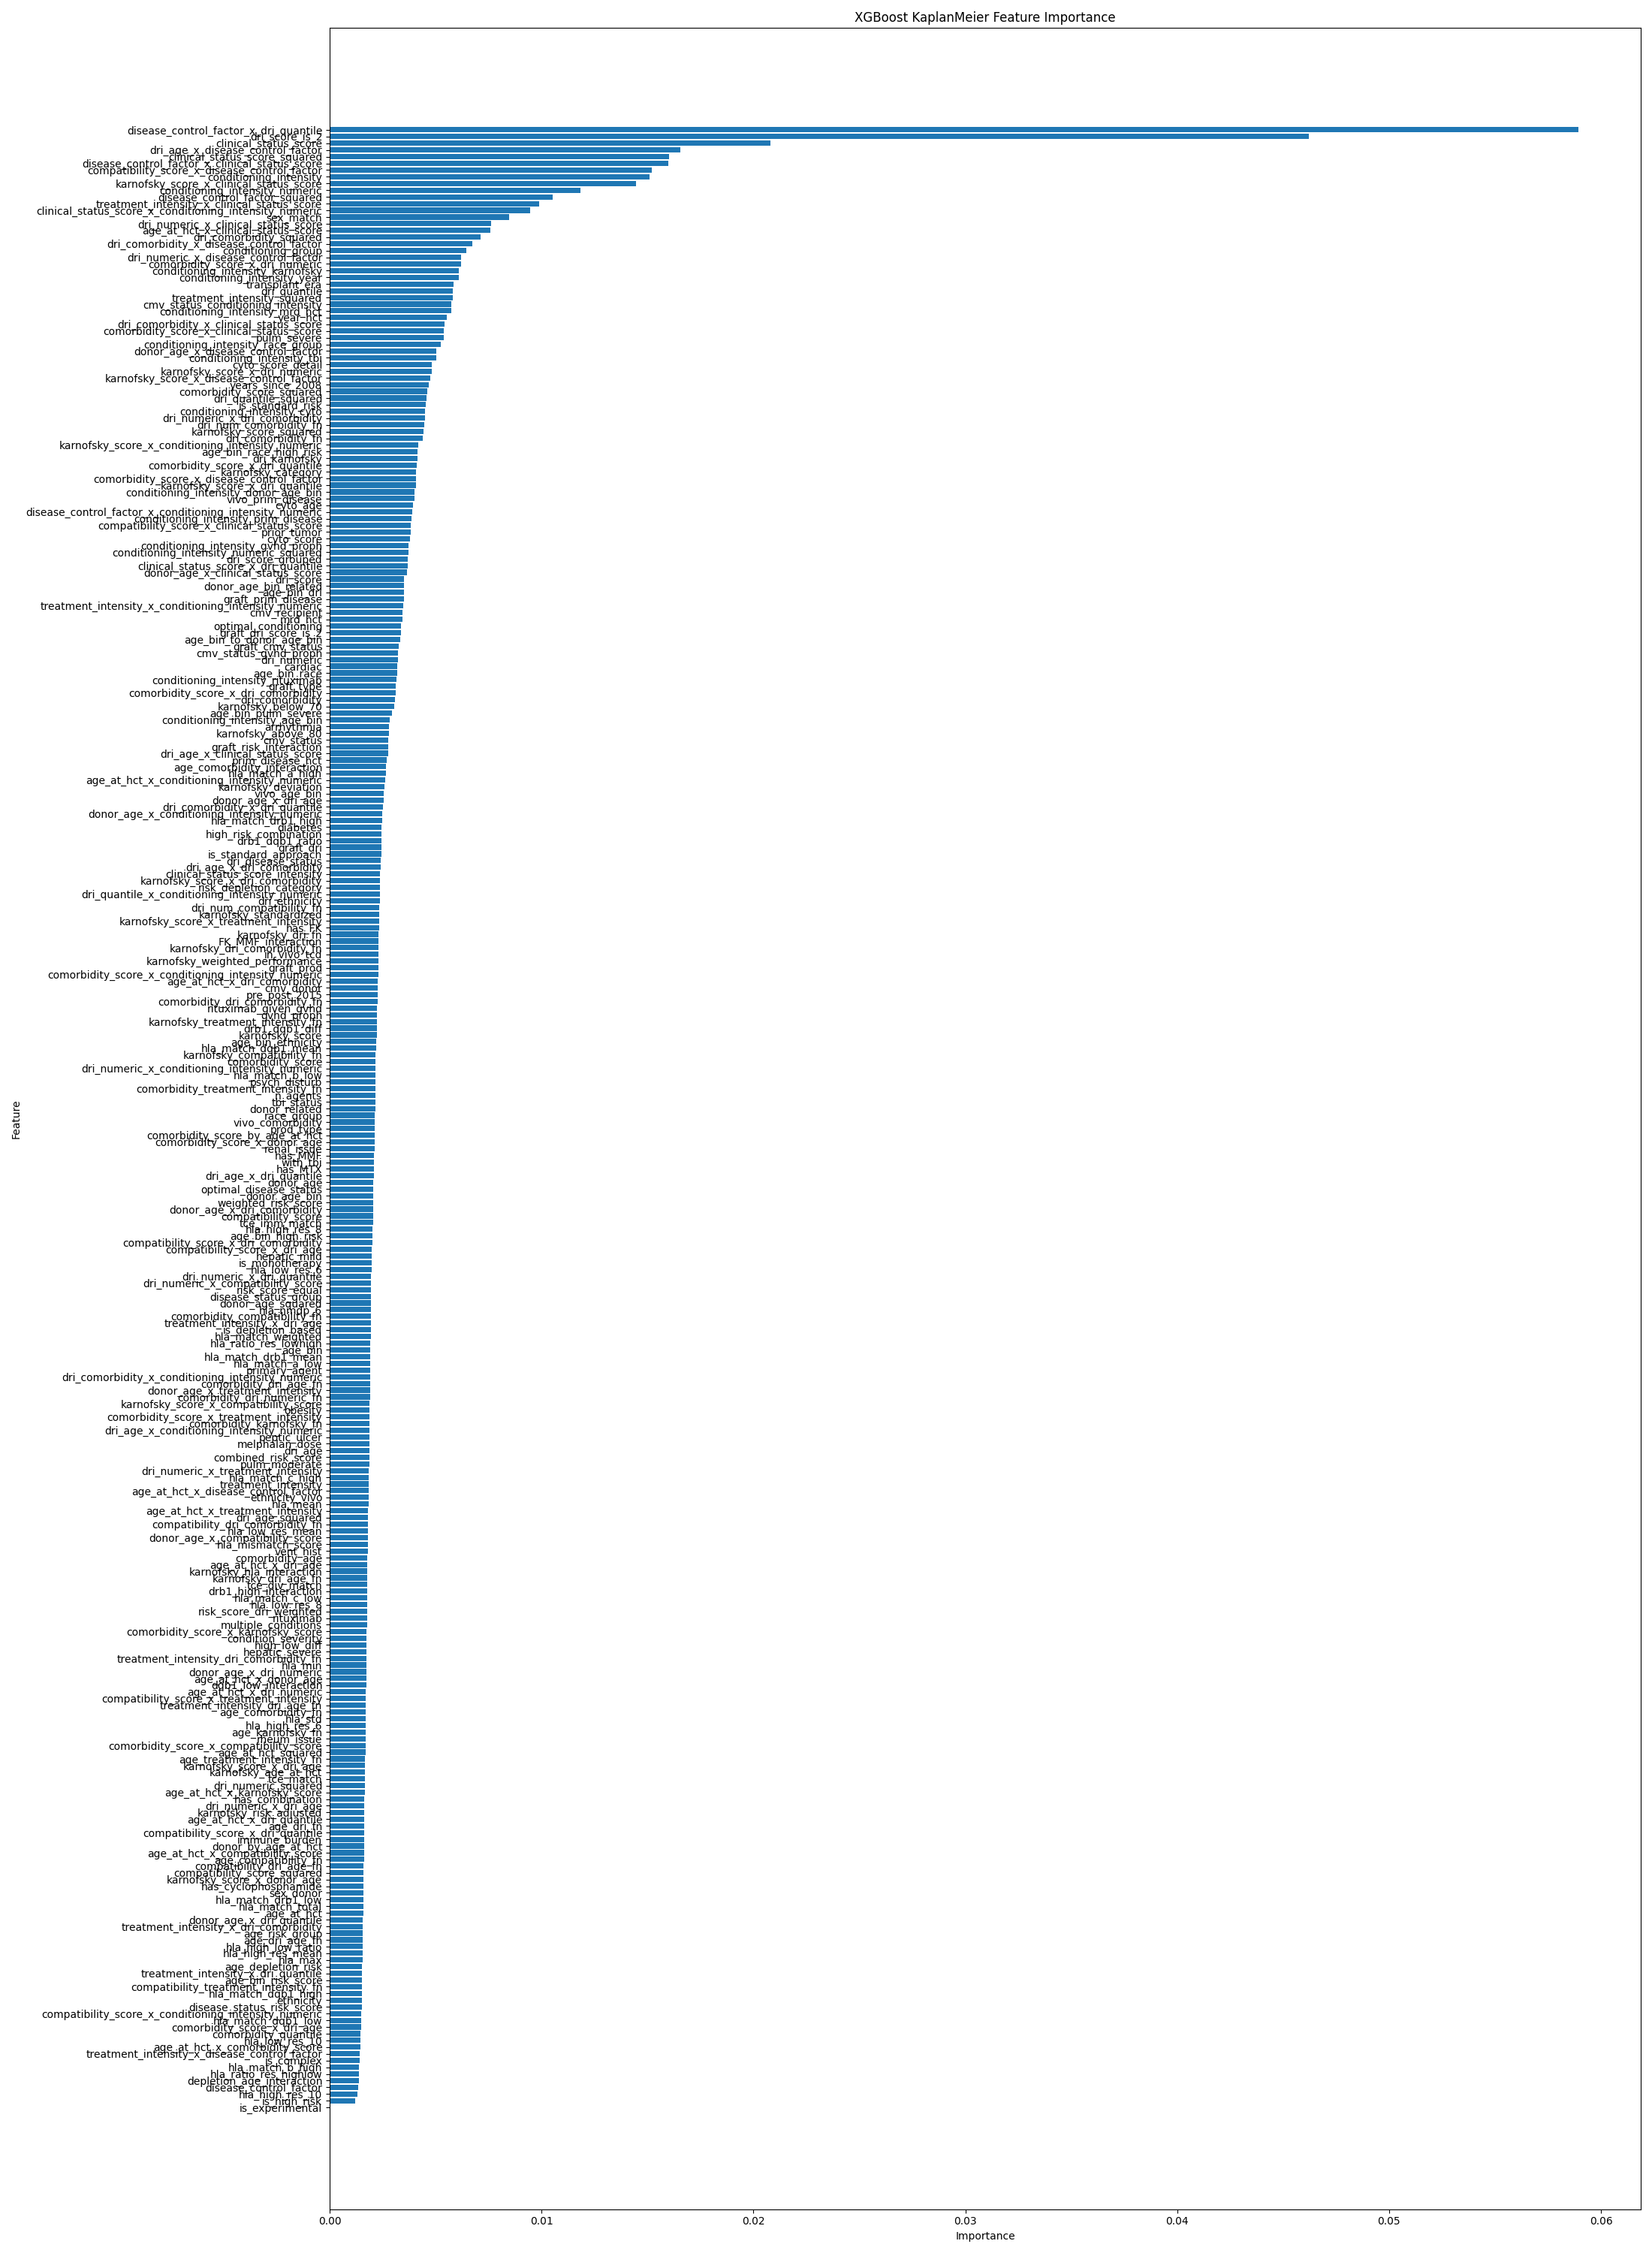 XGBoost KaplanMeier Feature Importance
disease_control_factor_x_dri_quantile
dri_score_is_2
clinical_status_score
dri_age_x_disease_control_factor
clinical_status_score_squared
disease_control_factor_x_clinical_status_score
compatibility_score_x_disease_control_factor
conditioning_intensity
karnofsky_score_x_clinical_status_score
conditioning_intensity_numeric
disease_control_factor_squared
treatment_intensity_x_clinical_status_score
clinical_status_score_x_conditioning_intensity_numeric
sex_match
dri_numeric_x_clinical_status_score
age_at_hct_x_clinical_status_score
dri_comorbidity_squared
dri_comorbidity_x_disease_control_factor
conditioning_group
dri_numeric_x_disease_control_factor
comorbidity_score_x_dri_numeric
conditioning_intensity_karnofsky
conditioning_intensity_year
transplant_era
dri_quantile
treatment_intensity_squared
cmv_status_conditioning_intensity
conditioning_intensity_mrd_hct
year_hct
dri_comorbidity_x_clinical_status_score
comorbidity_score_x_clinical_status_score
pulm_severe
conditioning_intensity_race_group
donor_age_x_disease_control_factor
conditioning_intensity_tbi
cyto_score_detail
karnofsky_score_x_dri_numeric
karnofsky_score_x_disease_control_factor
years_since_2008
comorbidity_score_squared
dri_quantile_squared
is_standard_risk
conditioning_intensity_cyto
dri_numeric_x_dri_comorbidity
dri_num_comorbidity_fn
karnofsky_score_squared
dri_comorbidity_fn
karnofsky_score_x_conditioning_intensity_numeric
age_bin_race_high_risk
dri_karnofsky
comorbidity_score_x_dri_quantile
karnofsky_category
comorbidity_score_x_disease_control_factor
karnofsky_score_x_dri_quantile
conditioning_intensity_donor_age_bin
vivo_prim_disease
cyto_age
disease_control_factor_x_conditioning_intensity_numeric
conditioning_intensity_prim_disease
compatibility_score_x_clinical_status_score
prior_tumor
cyto_score
conditioning_intensity_gvhd_proph
conditioning_intensity_numeric_squared
dri_score_grouped
clinical_status_score_x_dri_quantile
donor_age_x_clinical_status_score
dri_score
donor_age_bin_related
age_bin_dri
graft_prim_disease
treatment_intensity_x_conditioning_intensity_numeric
cmv_recipient
mrd_hct
optimal_conditioning
graft_dri_score_is_2
age_bin_to_donor_age_bin
graft_cmv_status
cmv_status_gvhd_proph
dri_numeric
cardiac
age_bin_race
conditioning_intensity_rituximab
graft_type
comorbidity_score_x_dri_comorbidity
dri_comorbidity
karnofsky_below_70
age_bin_pulm_severe
conditioning_intensity_age_bin
arrhythmia
karnofsky_above_80
cmv_status
graft_risk_interaction
dri_age_x_clinical_status_score
prim_disease_hct
age_comorbidity_interaction
hla_match_a_high
age_at_hct_x_conditioning_intensity_numeric
karnofsky_deviation
vivo_age_bin
donor_age_x_dri_age
dri_comorbidity_x_dri_quantile
donor_age_x_conditioning_intensity_numeric
hla_match_drb1_high
diabetes
high_risk_combination
drb1_dqb1_ratio
graft_dri
is_standard_approach
dri_disease_status
dri_age_x_dri_comorbidity
clinical_status_score_intensity
karnofsky_score_x_dri_comorbidity
risk_depletion_category
dri_quantile_x_conditioning_intensity_numeric
dri_ethnicity
dri_num_compatibility_fn
karnofsky_standardized
karnofsky_score_x_treatment_intensity
has_FK
karnofsky_dri_fn
FK_MMF_interaction
karnofsky_dri_comorbidity_fn
in_vivo_tcd
karnofsky_weighted_performance
graft_prod
comorbidity_score_x_conditioning_intensity_numeric
age_at_hct_x_dri_comorbidity
cmv_donor
pre_post_2015
comorbidity_dri_comorbidity_fn
rituximab_given_gvhd
gvhd_proph
karnofsky_treatment_intensity_fn
drb1_dqb1_diff
karnofsky_score
age_bin_ethnicity
hla_match_dqb1_mean
karnofsky_compatibility_fn
comorbidity_score
dri_numeric_x_conditioning_intensity_numeric
hla_match_b_low
psych_disturb
comorbidity_treatment_intensity_fn
n_agents
tbi_status
donor_related
race_group
vivo_comorbidity
prod_type
comorbidity_score_by_age_at_hct
comorbidity_score_x_donor_age
renal_issue
has_MMF
with_tbi
has_MTX
dri_age_x_dri_quantile
donor_age
optimal_disease_status
donor_age_bin
weighted_risk_score
donor_age_x_dri_comorbidity
compatibility_score
tce_imm_match
hla_high_res_8
age_bin_high_risk
compatibility_score_x_dri_comorbidity
compatibility_score_x_dri_age
hepatic_mild
is_monotherapy
hla_low_res_6
dri_numeric_x_dri_quantile
dri_numeric_x_compatibility_score
risk_score_equal
disease_status_group
donor_age_squared
hla_nmdp_6
comorbidity_compatibility_fn
treatment_intensity_x_dri_age
is_depletion_based
hla_match_weighted
hla_ratio_res_lowhigh
age_bin
hla_match_drb1_mean
hla_match_a_low
primary_agent
dri_comorbidity_x_conditioning_intensity_numeric
comorbidity_dri_age_fn
donor_age_x_treatment_intensity
comorbidity_dri_numeric_fn
karnofsky_score_x_compatibility_score
obesity
comorbidity_score_x_treatment_intensity
comorbidity_karnofsky_fn
dri_age_x_conditioning_intensity_numeric
peptic_ulcer
melphalan_dose
dri_age
combined_risk_score
pulm_moderate
dri_numeric_x_treatment_intensity
hla_match_c_high
treatment_intensity
age_at_hct_x_disease_control_factor
ethnicity_vivo
hla_mean
age_at_hct_x_treatment_intensity
dri_age_squared
compatibility_dri_comorbidity_fn
hla_low_res_mean
donor_age_x_compatibility_score
hla_mismatch_score
vent_hist
comorbidity_age
age_at_hct_x_dri_age
karnofsky_hla_interaction
karnofsky_dri_age_fn
tce_div_match
drb1_high_interaction
hla_match_c_low
hla_low_res_8
risk_score_dri_weighted
rituximab
multiple_conditions
comorbidity_score_x_karnofsky_score
condition_severity
high_low_diff
hepatic_severe
treatment_intensity_dri_comorbidity_fn
hla_min
donor_age_x_dri_numeric
age_at_hct_x_donor_age
dqb1_low_interaction
age_at_hct_x_dri_numeric
compatibility_score_x_treatment_intensity
treatment_intensity_dri_age_fn
age_comorbidity_fn
hla_std
hla_high_res_6
age_karnofsky_fn
rheum_issue
comorbidity_score_x_compatibility_score
age_at_hct_squared
age_treatment_intensity_fn
karnofsky_score_x_dri_age
karnofsky_age_at_hct
tce_match
dri_numeric_squared
age_at_hct_x_karnofsky_score
has_combination
dri_numeric_x_dri_age
karnofsky_risk_adjusted
age_at_hct_x_dri_quantile
age_dri_fn
compatibility_score_x_dri_quantile
immune_burden
donor_by_age_at_hct
age_at_hct_x_compatibility_score
age_compatibility_fn
compatibility_dri_age_fn
compatibility_score_squared
karnofsky_score_x_donor_age
has_cyclophosphamide
sex_donor
hla_match_drb1_low
hla_match_total
age_at_hct
donor_age_x_dri_quantile
treatment_intensity_x_dri_comorbidity
age_risk_group
age_dri_age_fn
hla_high_low_ratio
hla_high_res_mean
hla_max
age_depletion_risk
treatment_intensity_x_dri_quantile
age_bin_risk_score
compatibility_treatment_intensity_fn
hla_match_dqb1_high
ethnicity
disease_status_risk_score
compatibility_score_x_conditioning_intensity_numeric
hla_match_dqb1_low
comorbidity_score_x_dri_age
comorbidity_quantile
hla_low_res_10
age_at_hct_x_comorbidity_score
treatment_intensity_x_disease_control_factor
is_complex
hla_match_b_high
hla_ratio_res_highlow
depletion_age_interaction
disease_control_factor
hla_high_res_10
is_high_risk
is_experimental
Feature
0.00 0.01 0.02 0.03 0.04 0.05 0.06
Importance